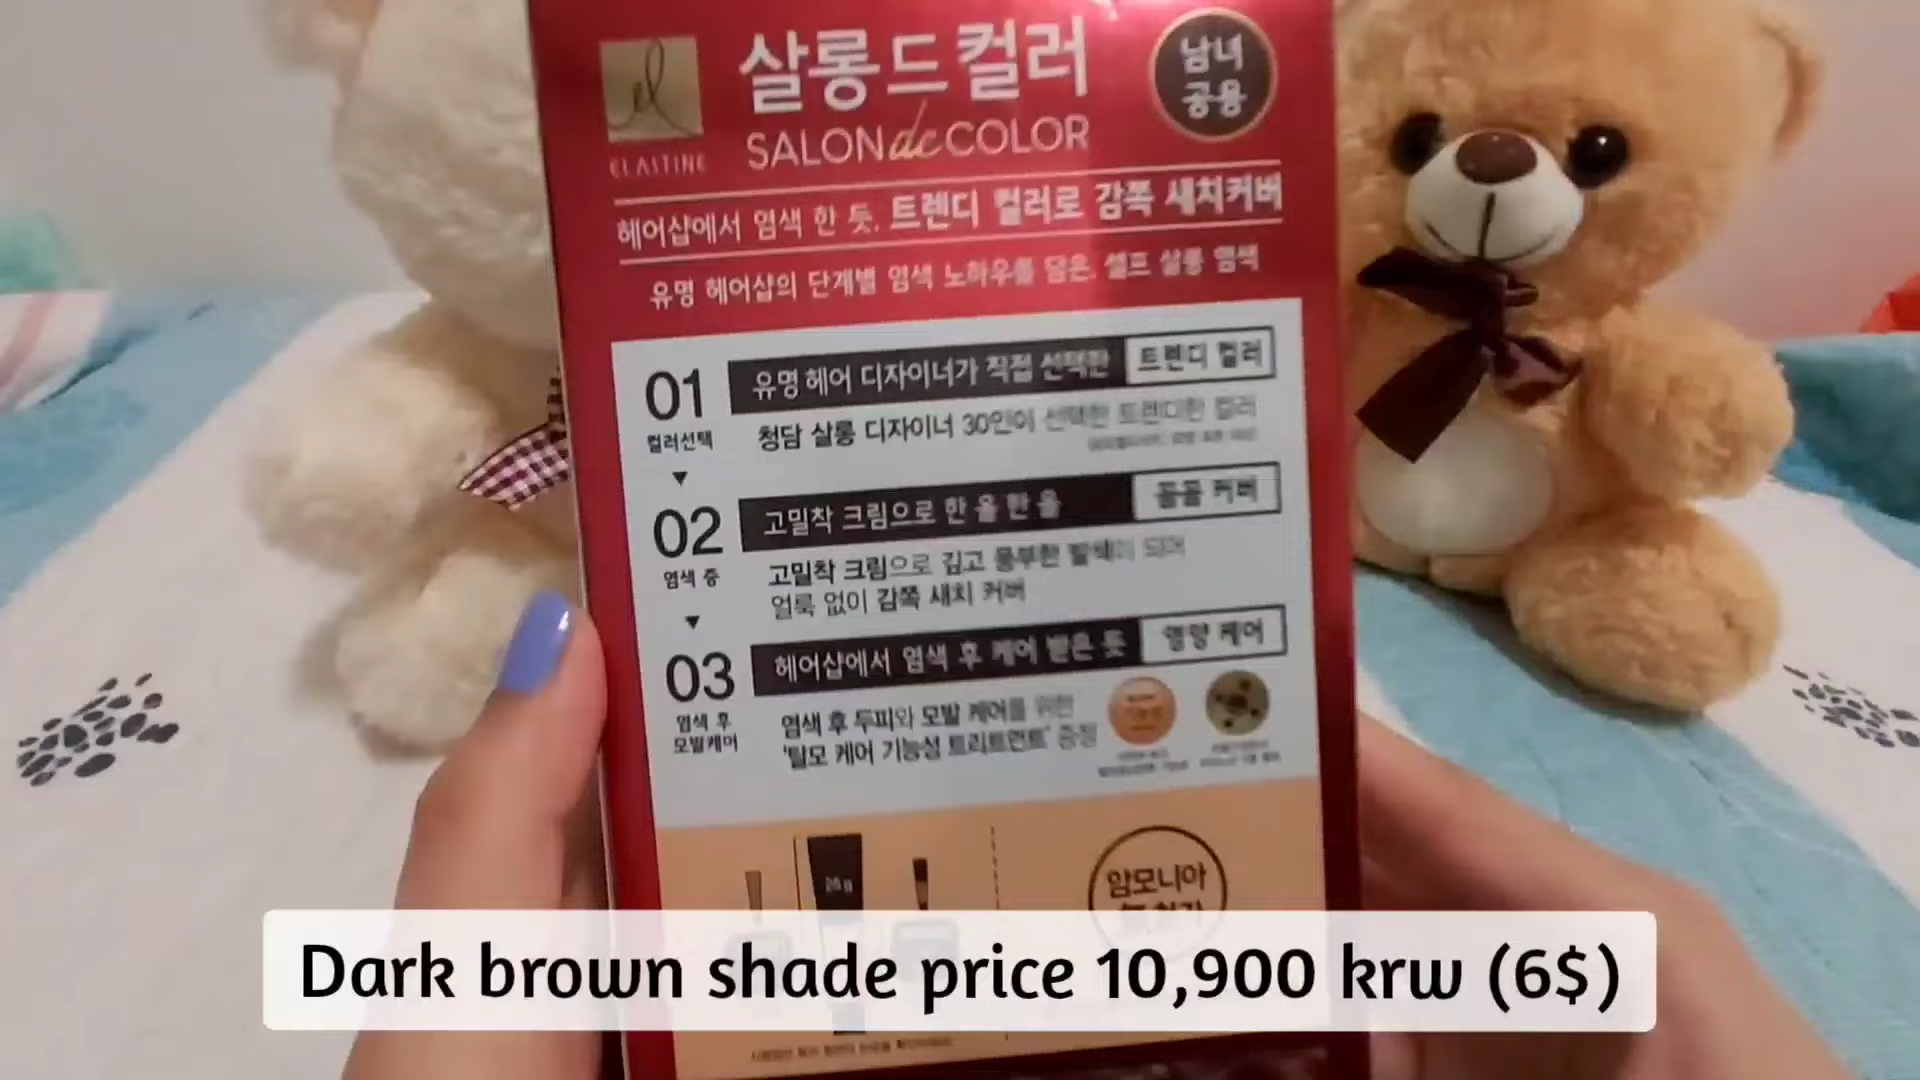 el
ELASTINE
살롱드컬러
SALON de COLOR
남녀
공용
헤어샵에서 염색 한 듯, 트렌디 컬러로 감쪽 새치커버
유명 헤어샵의 단계별 염색 노하우를 담은, 셀프 살롱 염색
01
컬러선택
유명 헤어 디자이너가 직접 선택한
트렌디 컬러
청담 살롱 디자이너 30인이 선택한 트렌디한 컬러
02
염색 중
고밀착 크림으로 한 올 한 올
꼼꼼 커버
고밀착 크림으로 깊고 풍부한 발색이 되어
얼룩 없이 감쪽 새치 커버
03
염색 후
모발케어
헤어샵에서 염색 후 케어 받은 듯
영양 케어
염색 후 두피와 모발 케어를 위한
'탈모 케어 기능성 트리트먼트' 증정
암모니아
Dark brown shade price 10,900 krw (6$)